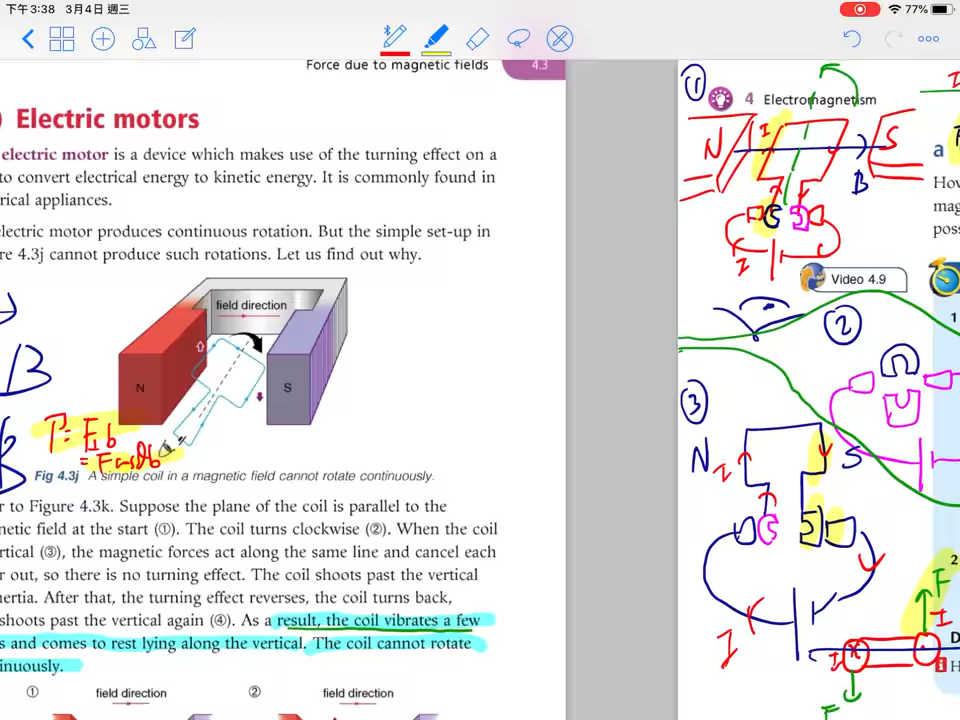 下午3:38 3月4日 週三
77%
Force due to magnetic fields
4.3
Electric motors
electric motor is a device which makes use of the turning effect on a
to convert electrical energy to kinetic energy. It is commonly found in
rical appliances.
electric motor produces continuous rotation. But the simple set-up in
re 4.3j cannot produce such rotations. Let us find out why.
field direction
N
S
B
Fig 4.3j A simple coil in a magnetic field cannot rotate continuously.
r to Figure 4.3k. Suppose the plane of the coil is parallel to the
netic field at the start (①). The coil turns clockwise (②). When the coil
rtical (③), the magnetic forces act along the same line and cancel each
r out, so there is no turning effect. The coil shoots past the vertical
nertia. After that, the turning effect reverses, the coil turns back,
shoots past the vertical again (④). As a result, the coil vibrates a few
s and comes to rest lying along the vertical. The coil cannot rotate
inuously.
① field direction
② field direction
①
4 Electromagnetism
N
I
S
B
I
a
How
mag
poss
Video 4.9
1
②
③
N
I
S
I
2
F
I
I
F
D
H